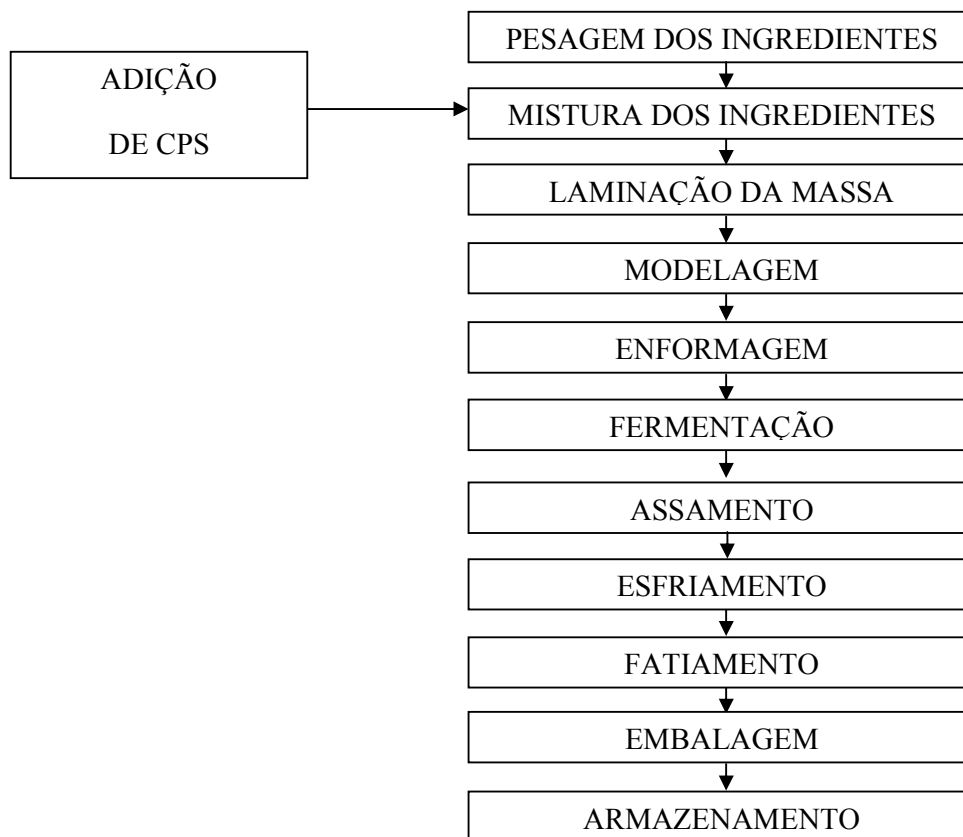 PESAGEM DOS INGREDIENTES
ADIÇÃO
DE CPS
MISTURA DOS INGREDIENTES
LAMINAÇÃO DA MASSA
MODELAGEM
ENFORMAGEM
FERMENTAÇÃO
ASSAMENTO
ESFRIAMENTO
FATIAMENTO
EMBALAGEM
ARMAZENAMENTO